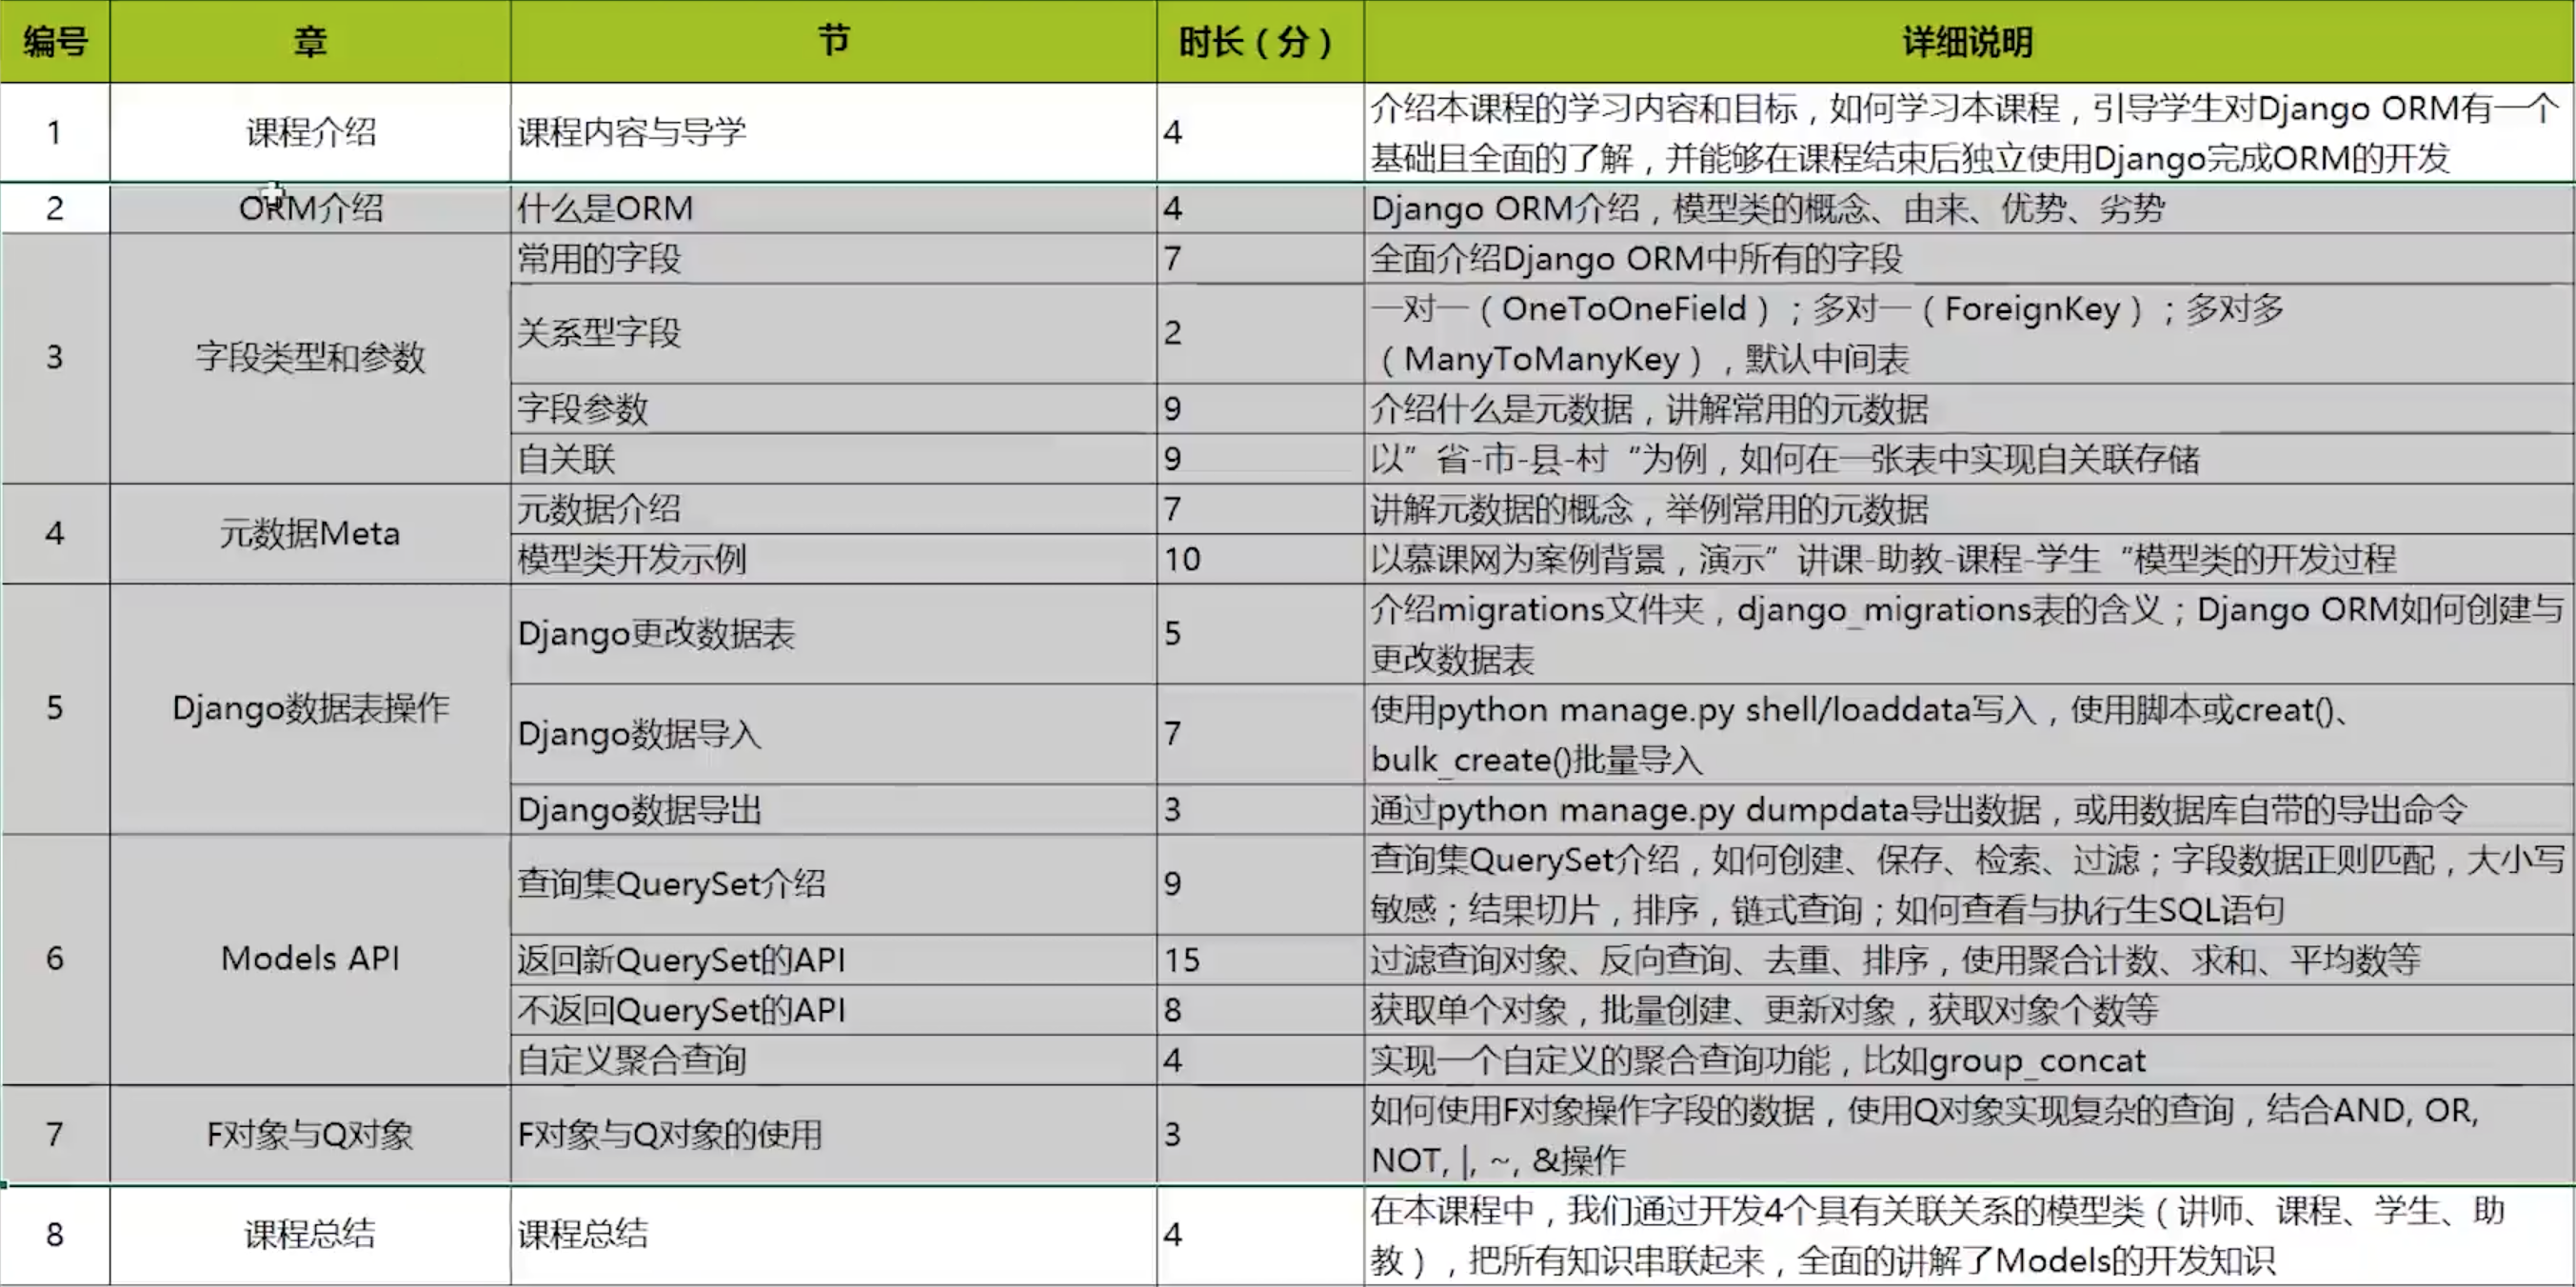 编号 章 节 时长（分） 详细说明
1 课程介绍 课程内容与导学 4 介绍本课程的学习内容和目标，如何学习本课程，引导学生对Django ORM有一个
基础且全面的了解，并能够在课程结束后独立使用Django完成ORM的开发
2 ORM介绍 什么是ORM 4 Django ORM介绍，模型类的概念、由来、优势、劣势
3 字段类型和参数 常用的字段 7 全面介绍Django ORM中所有的字段
关系型字段 2 一对一（OneToOneField）；多对一（ForeignKey）；多对多
（ManyToManyKey），默认中间表
字段参数 9 介绍什么是元数据，讲解常用的元数据
自关联 9 以”省-市-县-村“为例，如何在一张表中实现自关联存储
4 元数据Meta 元数据介绍 7 讲解元数据的概念，举例常用的元数据
模型类开发示例 10 以慕课网为案例背景，演示”讲课-助教-课程-学生“模型类的开发过程
5 Django数据表操作 Django更改数据表 5 介绍migrations文件夹，django_migrations表的含义；Django ORM如何创建与
更改数据表
Django数据导入 7 使用python manage.py shell/loaddata写入，使用脚本或creat()、
bulk_create()批量导入
Django数据导出 3 通过python manage.py dumpdata导出数据，或用数据库自带的导出命令
6 Models API 查询集QuerySet介绍 9 查询集QuerySet介绍，如何创建、保存、检索、过滤；字段数据正则匹配，大小写
敏感；结果切片，排序，链式查询；如何查看与执行生SQL语句
返回新QuerySet的API 15 过滤查询对象、反向查询、去重、排序，使用聚合计数、求和、平均数等
不返回QuerySet的API 8 获取单个对象，批量创建、更新对象，获取对象个数等
自定义聚合查询 4 实现一个自定义的聚合查询功能，比如group_concat
7 F对象与Q对象 F对象与Q对象的使用 3 如何使用F对象操作字段的数据，使用Q对象实现复杂的查询，结合AND, OR,
NOT, |, ~, &操作
8 课程总结 课程总结 4 在本课程中，我们通过开发4个具有关联关系的模型类（讲师、课程、学生、助
教），把所有知识串联起来，全面的讲解了Models的开发知识